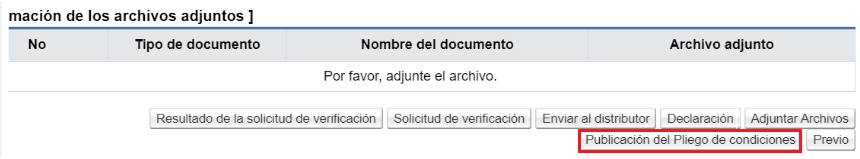 mación de los archivos adjuntos ]
No Tipo de documento Nombre del documento Archivo adjunto
Por favor, adjunte el archivo.
Resultado de la solicitud de verificación Solicitud de verificación Enviar al distributor Declaración Adjuntar Archivos
Publicación del Pliego de condiciones Previo